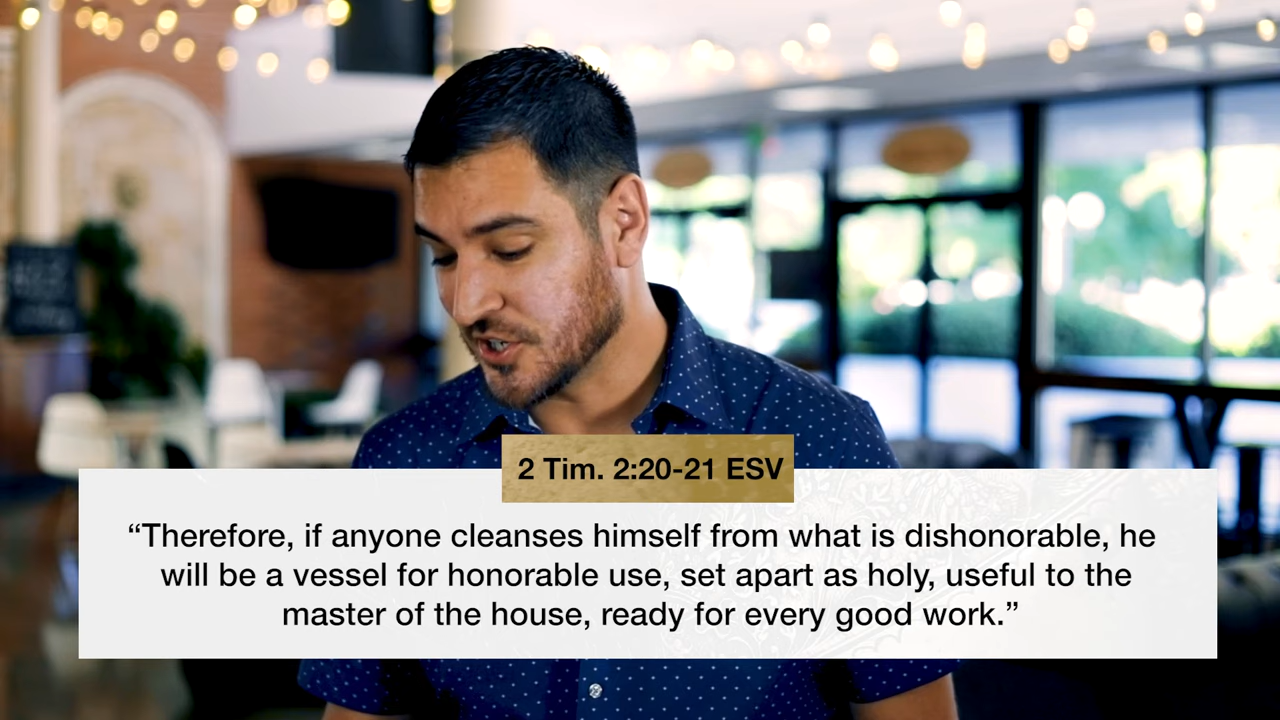 2 Tim. 2:20-21 ESV
“Therefore, if anyone cleanses himself from what is dishonorable, he
will be a vessel for honorable use, set apart as holy, useful to the
master of the house, ready for every good work.”